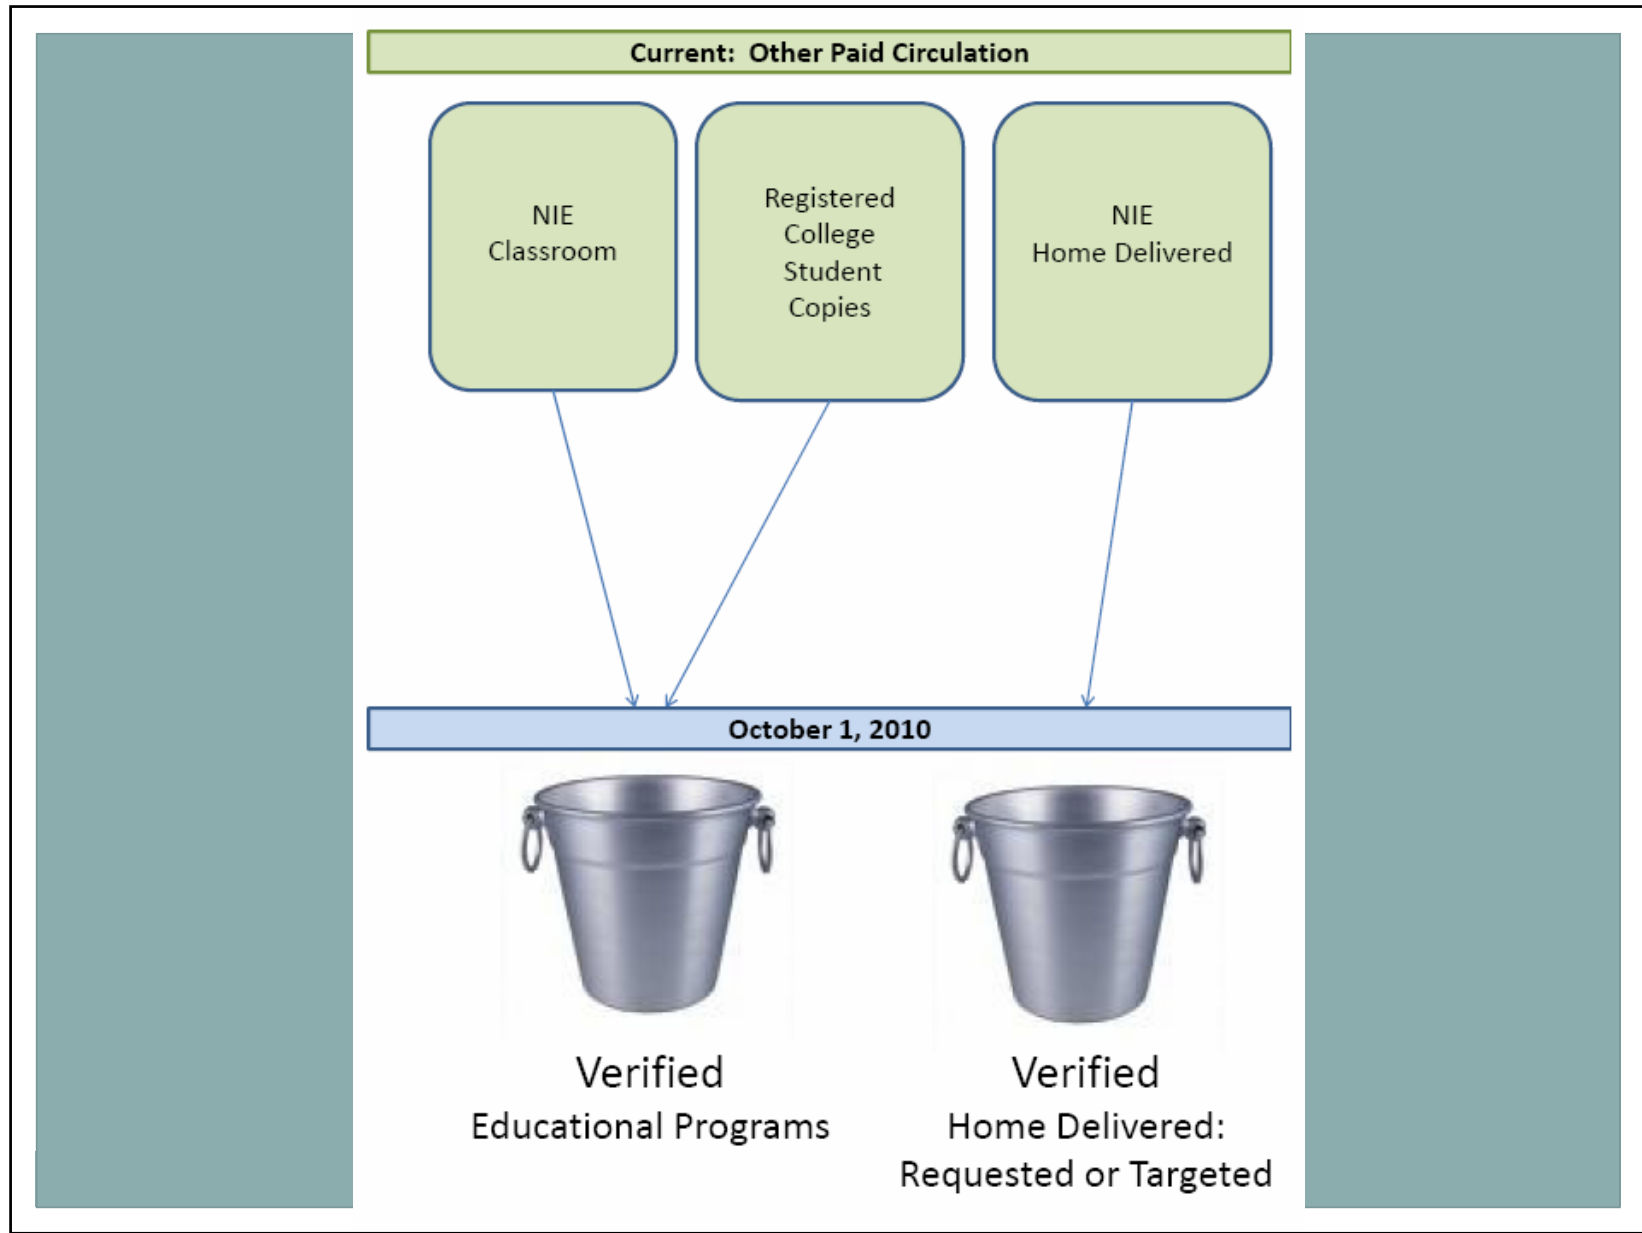 Current: Other Paid Circulation
NIE
Classroom
Registered
College
Student
Copies
NIE
Home Delivered
October 1, 2010
Verified
Educational Programs
Verified
Home Delivered:
Requested or Targeted